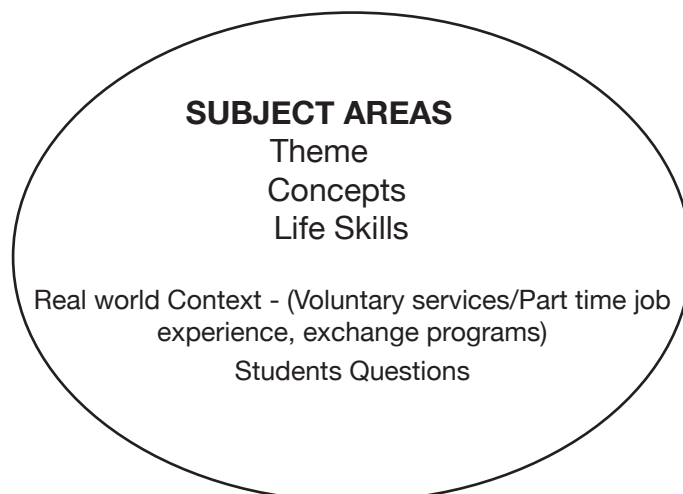 SUBJECT AREAS
Theme
Concepts
Life Skills
Real world Context - (Voluntary services/Part time job
experience, exchange programs)
Students Questions